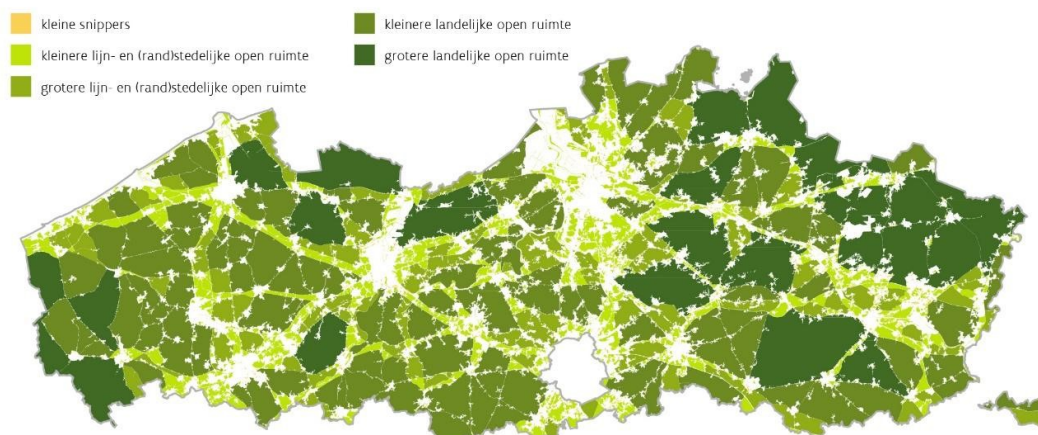 kleine snippers
kleinere lijn- en (rand)stedelijke open ruimte
grotere lijn- en (rand)stedelijke open ruimte
kleinere landelijke open ruimte
grotere landelijke open ruimte